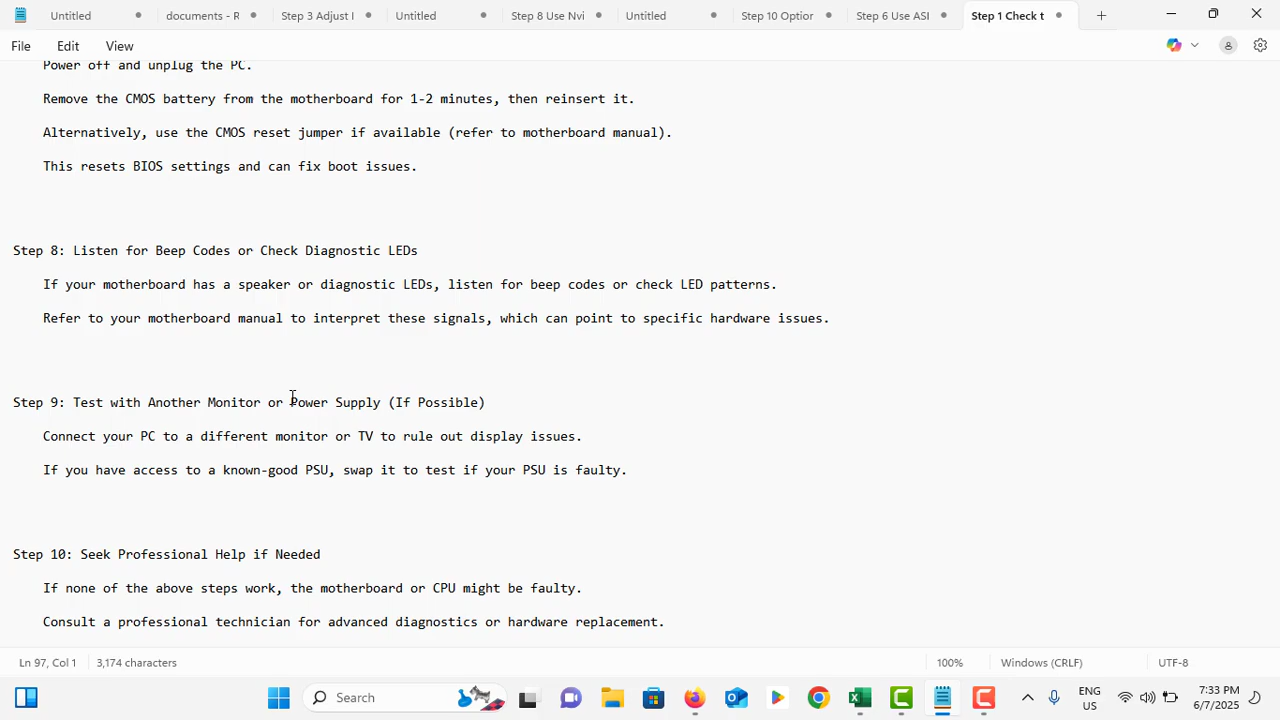 Untitled
documents - R
Step 3 Adjust I
Untitled
Step 8 Use Nvi
Untitled
Step 10 Optior
Step 6 Use ASI
Step 1 Check t
File
Edit
View
Power off and unplug the PC.
Remove the CMOS battery from the motherboard for 1-2 minutes, then reinsert it.
Alternatively, use the CMOS reset jumper if available (refer to motherboard manual).
This resets BIOS settings and can fix boot issues.
Step 8: Listen for Beep Codes or Check Diagnostic LEDs
If your motherboard has a speaker or diagnostic LEDs, listen for beep codes or check LED patterns.
Refer to your motherboard manual to interpret these signals, which can point to specific hardware issues.
Step 9: Test with Another Monitor or Power Supply (If Possible)
Connect your PC to a different monitor or TV to rule out display issues.
If you have access to a known-good PSU, swap it to test if your PSU is faulty.
Step 10: Seek Professional Help if Needed
If none of the above steps work, the motherboard or CPU might be faulty.
Consult a professional technician for advanced diagnostics or hardware replacement.
Ln 97, Col 1
3,174 characters
100%
Windows (CRLF)
UTF-8
Search
ENG
US
7:33 PM
6/7/2025